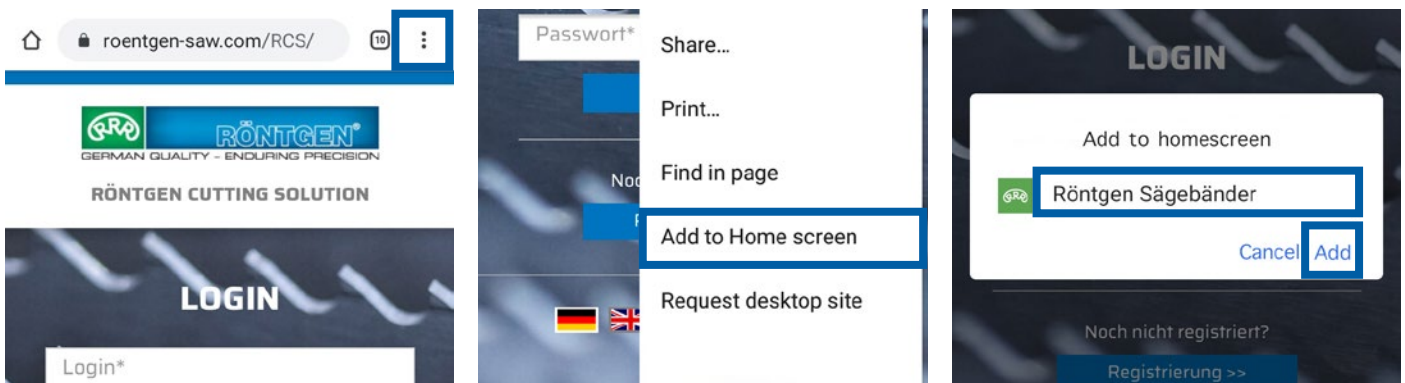 roentgen-saw.com/RCS/
10
RRR
RÖNTGEN®
GERMAN QUALITY - ENDURING PRECISION
RÖNTGEN CUTTING SOLUTION
LOGIN
Login*
Passwort*
Share...
Print...
Find in page
Add to Home screen
Request desktop site
LOGIN
Add to homescreen
RRR
Röntgen Sägebänder
Cancel Add
Noch nicht registriert?
Registrierung >>